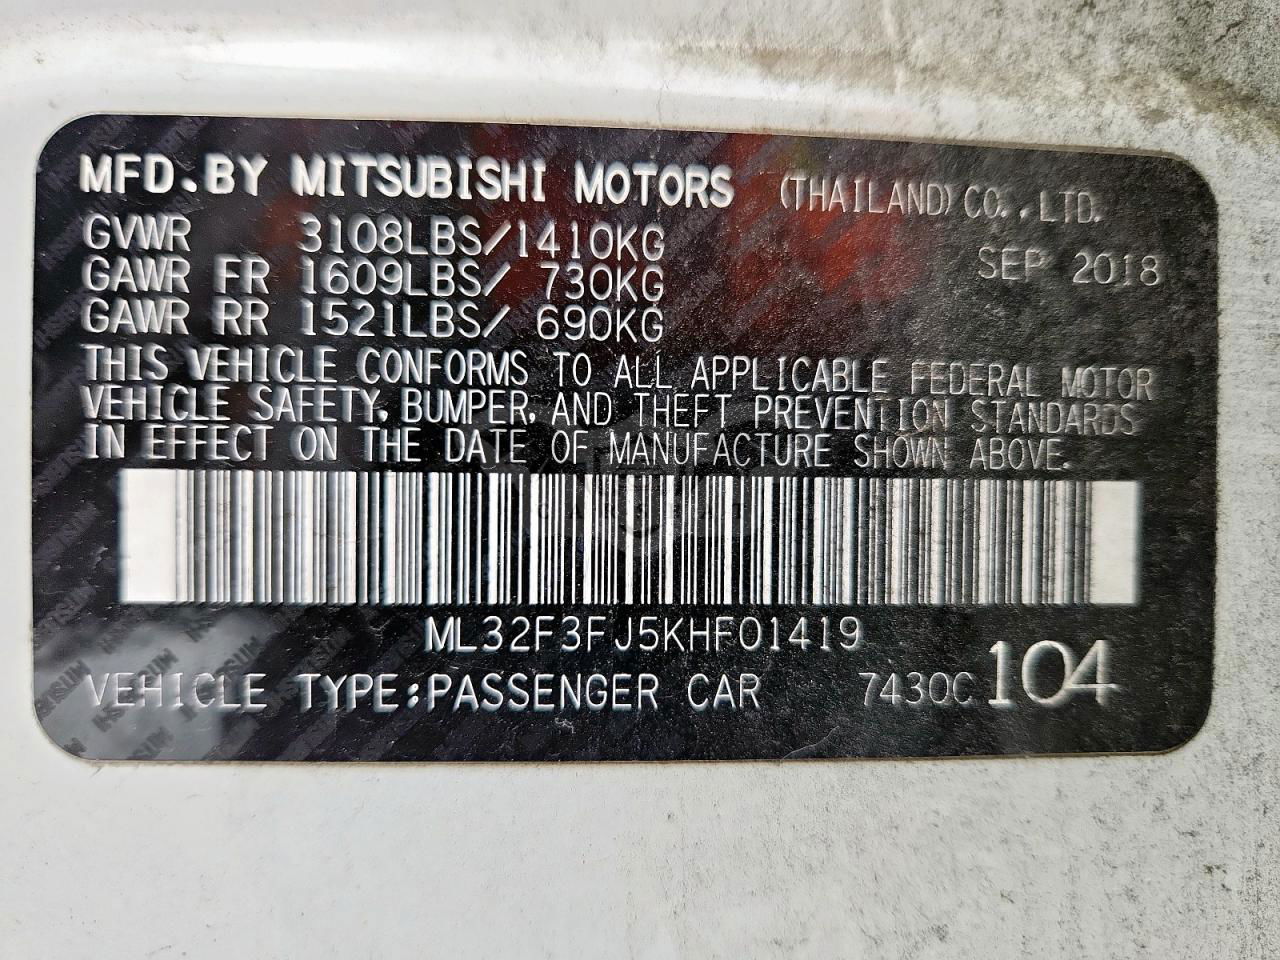 MFD.BY MITSUBISHI MOTORS (THAILAND) CO.,LTD.
GVWR 3108LBS/1410KG SEP 2018
GAWR FR 1609LBS/ 730KG
GAWR RR 1521LBS/ 690KG
THIS VEHICLE CONFORMS TO ALL APPLICABLE FEDERAL MOTOR
VEHICLE SAFETY, BUMPER, AND THEFT PREVENTION STANDARDS
IN EFFECT ON THE DATE OF MANUFACTURE SHOWN ABOVE.
ML32F3FJ5KHF01419
VEHICLE TYPE:PASSENGER CAR 7430C 104